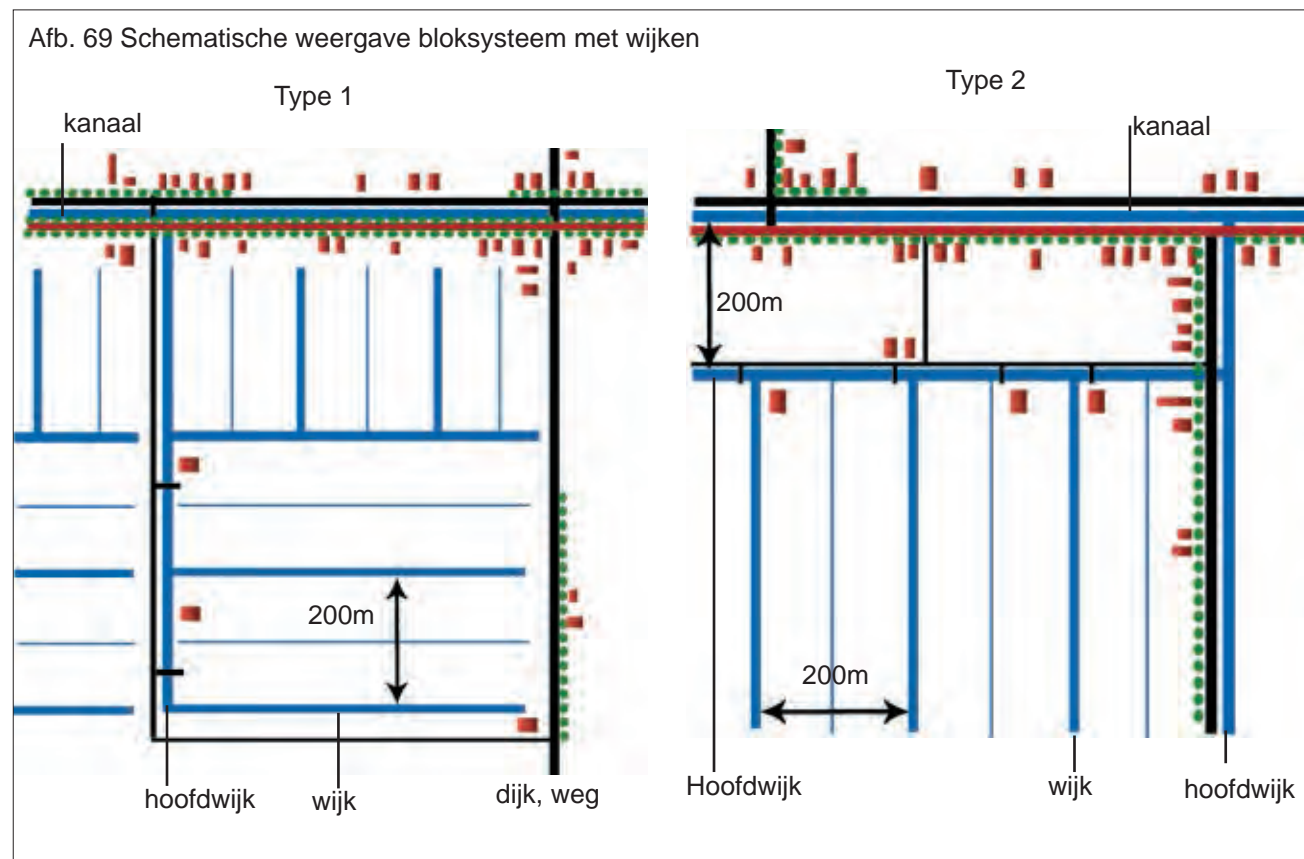 Afb. 69 Schematische weergave bloksysteem met wijken
Type 1
kanaal
200m
hoofdwijk
wijk
dijk, weg
Type 2
kanaal
200m
200m
Hoofdwijk
wijk
hoofdwijk